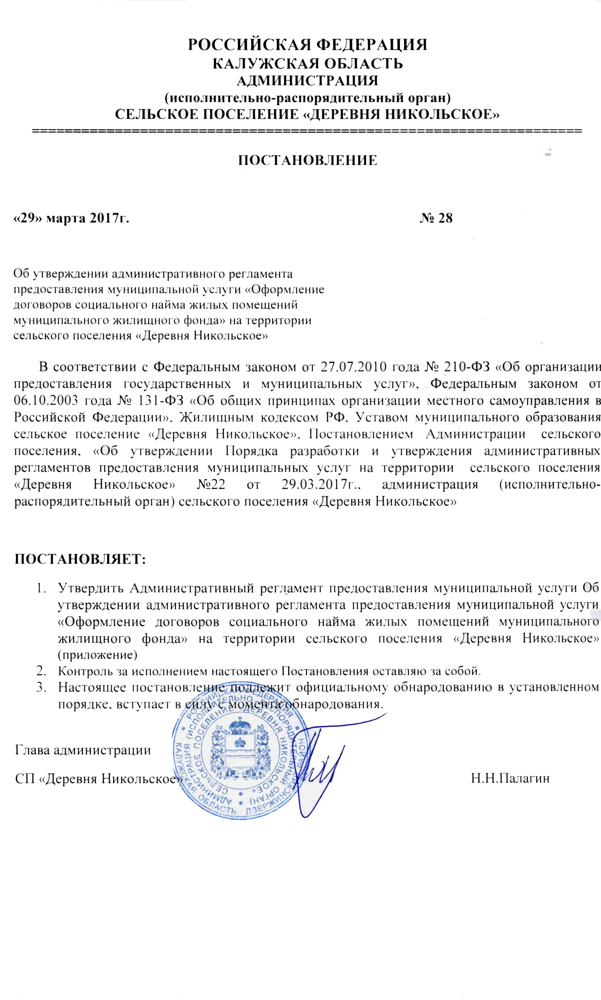 РОССИЙСКАЯ ФЕДЕРАЦИЯ
КАЛУЖСКАЯ ОБЛАСТЬ
АДМИНИСТРАЦИЯ
(исполнительно-распорядительный орган)
СЕЛЬСКОЕ ПОСЕЛЕНИЕ «ДЕРЕВНЯ НИКОЛЬСКОЕ»
==================================================================
ПОСТАНОВЛЕНИЕ
«29» марта 2017г. № 28
Об утверждении административного регламента
предоставления муниципальной услуги «Оформление
договоров социального найма жилых помещений
муниципального жилищного фонда» на территории
сельского поселения «Деревня Никольское»
В соответствии с Федеральным законом от 27.07.2010 года № 210-ФЗ «Об организации
предоставления государственных и муниципальных услуг», Федеральным законом от
06.10.2003 года № 131-ФЗ «Об общих принципах организации местного самоуправления в
Российской Федерации», Жилищным кодексом РФ, Уставом муниципального образования
сельское поселение «Деревня Никольское», Постановлением Администрации сельского
поселения, «Об утверждении Порядка разработки и утверждения административных
регламентов предоставления муниципальных услуг на территории сельского поселения
«Деревня Никольское» №22 от 29.03.2017г., администрация (исполнительно-
распорядительный орган) сельского поселения «Деревня Никольское»
ПОСТАНОВЛЯЕТ:
1. Утвердить Административный регламент предоставления муниципальной услуги Об
утверждении административного регламента предоставления муниципальной услуги
«Оформление договоров социального найма жилых помещений муниципального
жилищного фонда» на территории сельского поселения «Деревня Никольское»
(приложение)
2. Контроль за исполнением настоящего Постановления оставляю за собой.
3. Настоящее постановление подлежит официальному обнародованию в установленном
порядке, вступает в силу с момента обнародования.
Глава администрации
СП «Деревня Никольское» Н.Н.Палагин
* РОССИЙСКАЯ ФЕДЕРАЦИЯ *
КАЛУЖСКАЯ ОБЛАСТЬ ДЗЕРЖИНСКИЙ РАЙОН
* АДМИНИСТРАЦИЯ (ИСПОЛНИТЕЛЬНО-РАСПОРЯДИТЕЛЬНЫЙ ОРГАН)
* СЕЛЬСКОЕ ПОСЕЛЕНИЕ «ДЕРЕВНЯ НИКОЛЬСКОЕ»